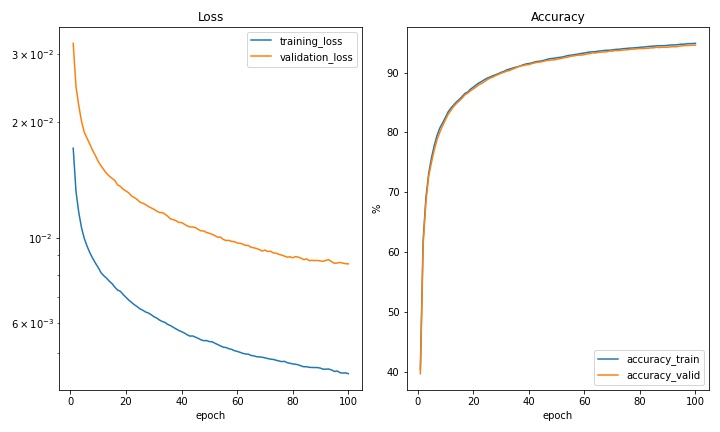 Loss
training_loss
validation_loss
3 × 10⁻²
2 × 10⁻²
10⁻²
6 × 10⁻³
0 20 40 60 80 100
epoch
Accuracy
%
90
80
70
60
50
40
accuracy_train
accuracy_valid
0 20 40 60 80 100
epoch